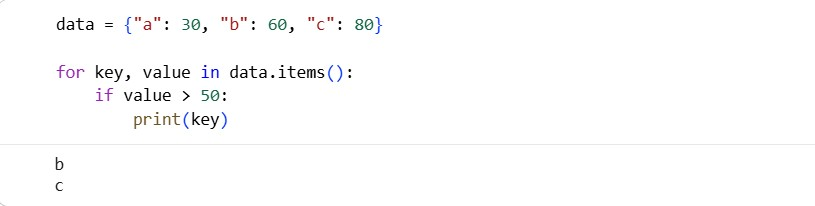 data = {"a": 30, "b": 60, "c": 80}
for key, value in data.items():
    if value > 50:
        print(key)
b
c